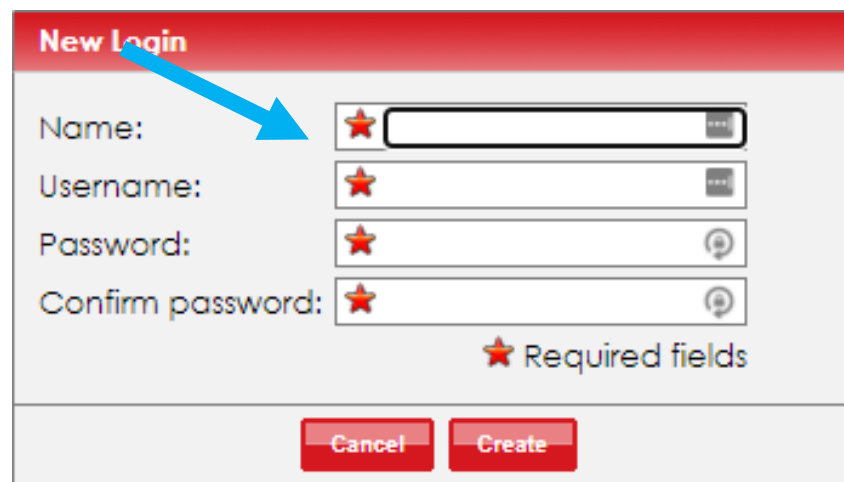 New Login
Name:
Username:
Password:
Confirm password:
Required fields
Cancel Create